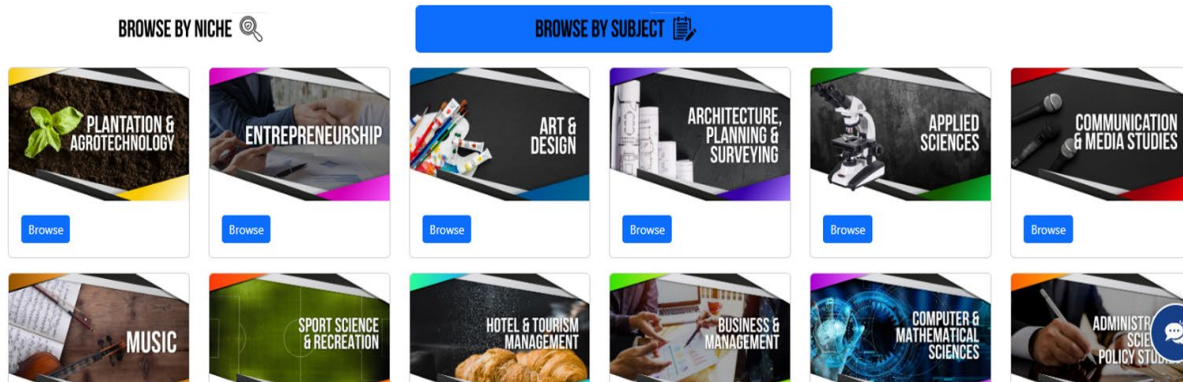 BROWSE BY NICHE
BROWSE BY SUBJECT
PLANTATION &
AGROTECHNOLOGY
ENTREPRENEURSHIP
ART &
DESIGN
ARCHITECTURE,
PLANNING &
SURVEYING
APPLIED
SCIENCES
COMMUNICATION
& MEDIA STUDIES
Browse
Browse
Browse
Browse
Browse
Browse
MUSIC
SPORT SCIENCE
& RECREATION
HOTEL & TOURISM
MANAGEMENT
BUSINESS &
MANAGEMENT
COMPUTER &
MATHEMATICAL
SCIENCES
POLICY